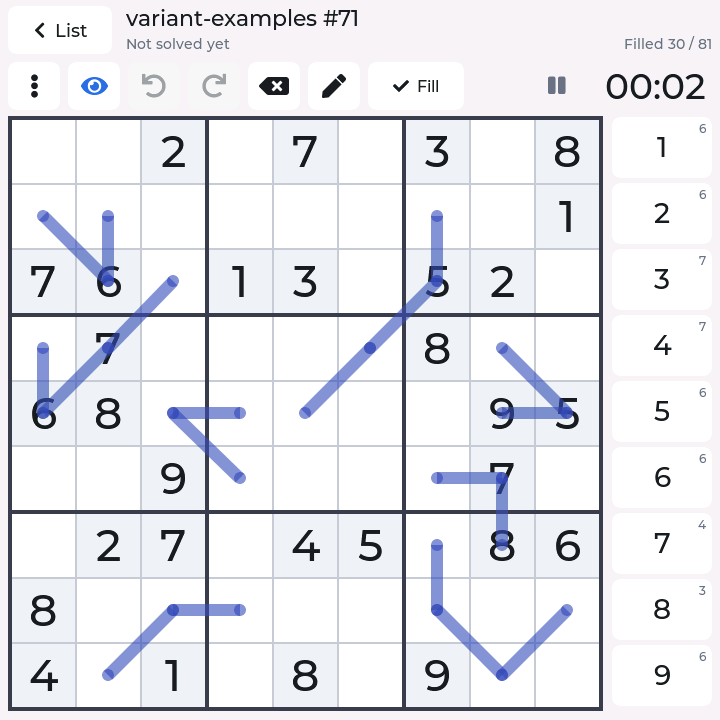 List
variant-examples #71
Not solved yet
Filled 30 / 81
Fill
00:02
2 7 3 8
1
7 6 1 3 5 2
7 8
6 8 9 5
9 7
2 7 4 5 8 6
8
4 1 8 9
1 6
2 6
3 7
4 7
5 6
6 6
7 4
8 3
9 6